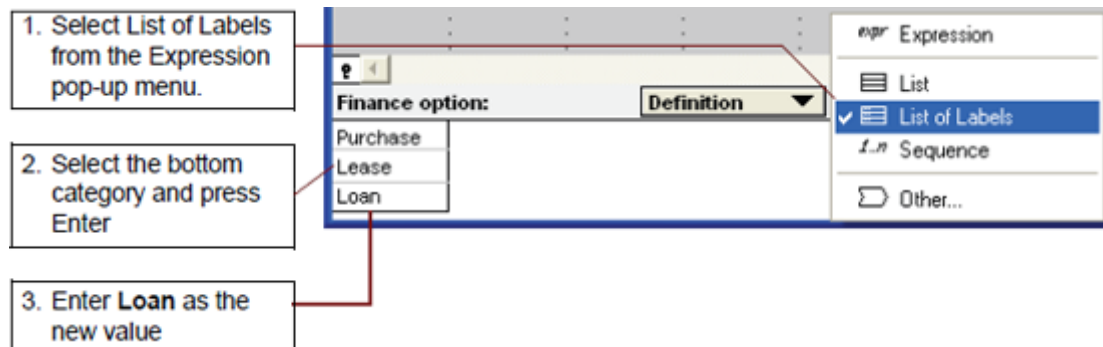 1. Select List of Labels
from the Expression
pop-up menu.
2. Select the bottom
category and press
Enter
3. Enter Loan as the
new value
Finance option:
Definition
Purchase
Lease
Loan
expr Expression
List
List of Labels
1..n Sequence
Other...